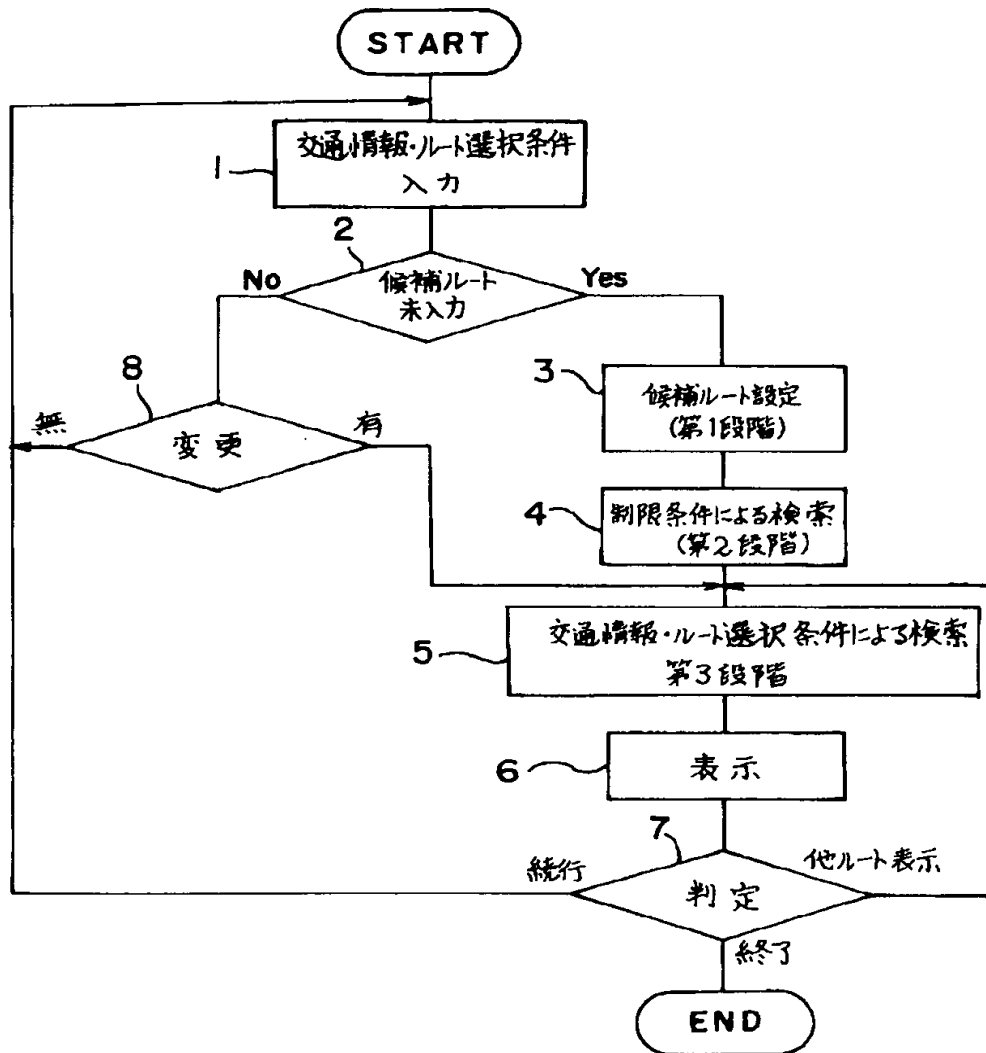 START
交通情報・ルート選択条件
入力
1
2
候補ルート
未入力
No
Yes
3
候補ルート設定
(第1段階)
8
変更
無
有
4
制限条件による検索
(第2段階)
5
交通情報・ルート選択条件による検索
第3段階
6
表示
7
判定
続行
他ルート表示
終了
END